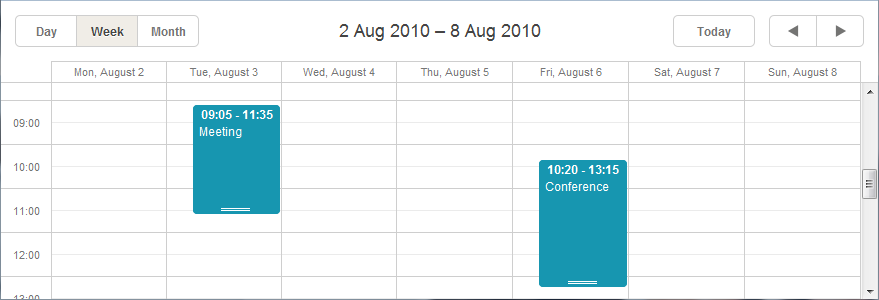 Day Week Month 2 Aug 2010 – 8 Aug 2010 Today
Mon, August 2 Tue, August 3 Wed, August 4 Thu, August 5 Fri, August 6 Sat, August 7 Sun, August 8
09:05 - 11:35
Meeting
09:00
10:00
10:20 - 13:15
Conference
11:00
12:00
13:00